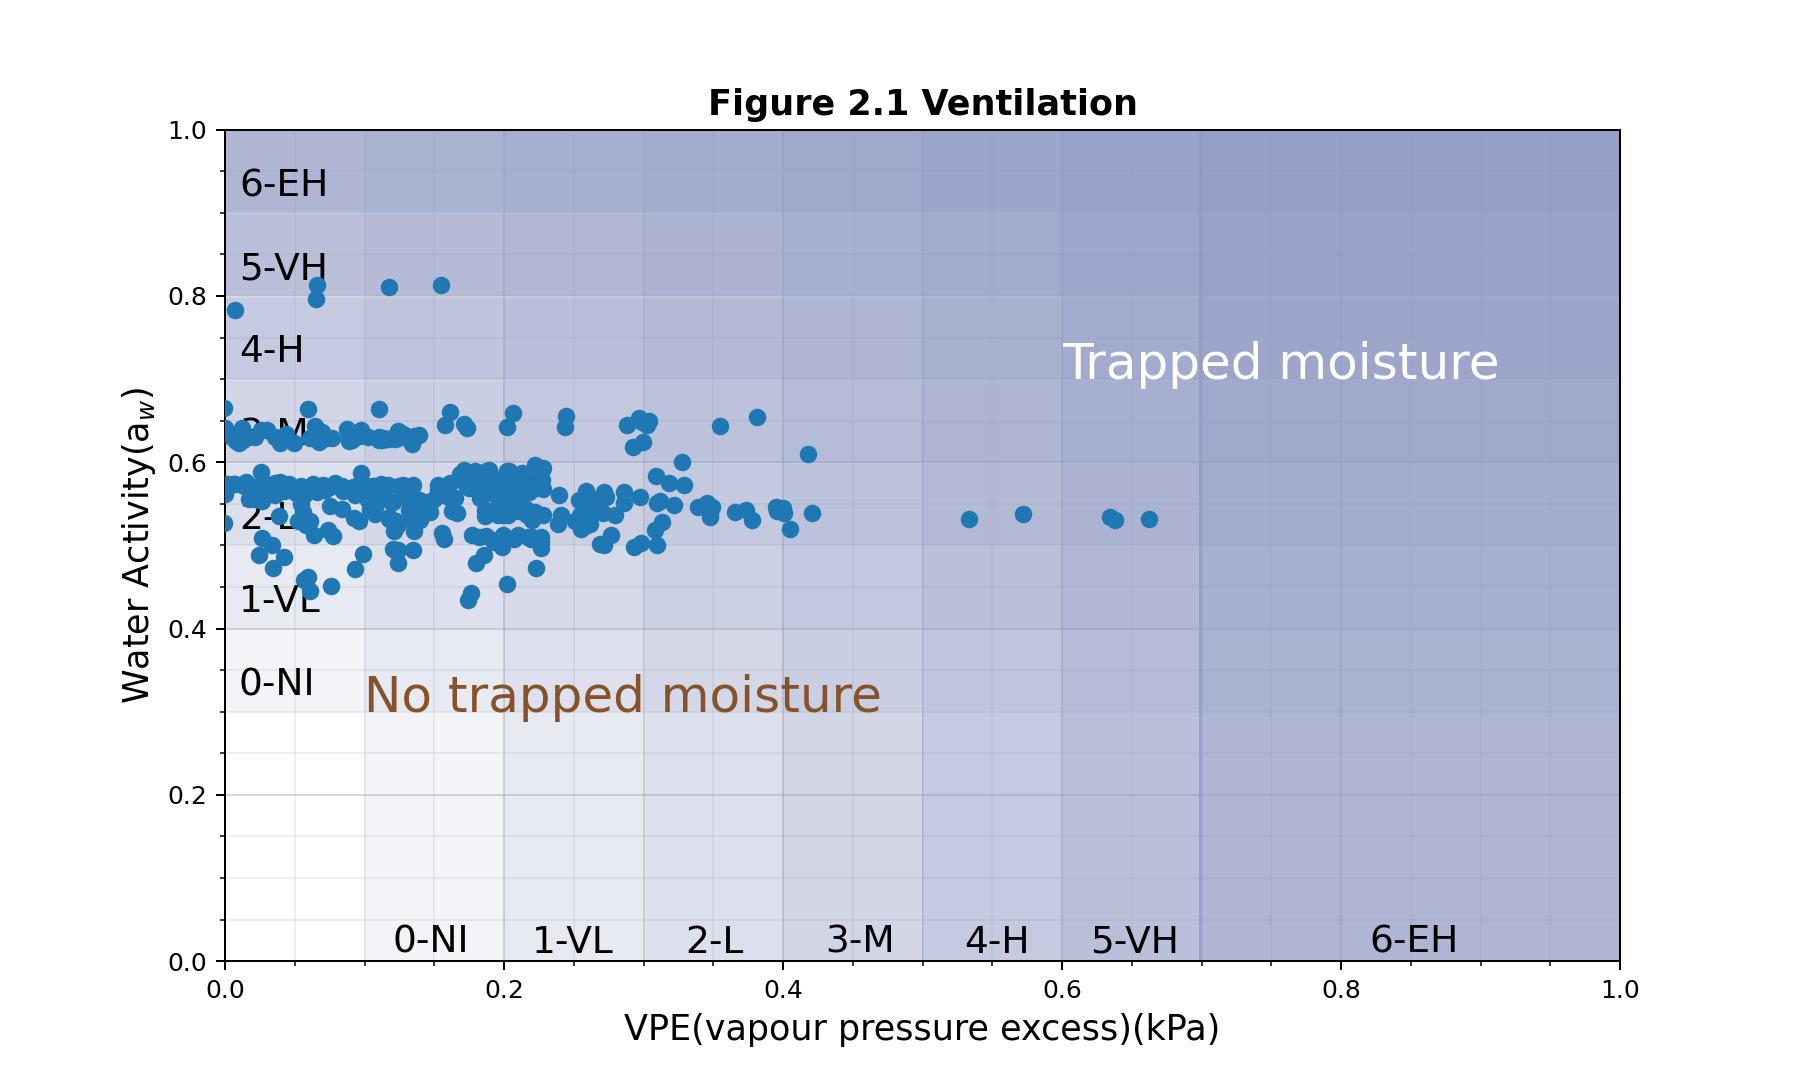 Figure 2.1 Ventilation
1.0
6-EH
5-VH
0.8
4-H
Trapped moisture
3-M
0.6
2-L
1-VL
0.4
0-NI
No trapped moisture
0.2
0-NI 1-VL 2-L 3-M 4-H 5-VH 6-EH
0.0
0.0 0.2 0.4 0.6 0.8 1.0
VPE(vapour pressure excess)(kPa)
Water Activity(a_w)